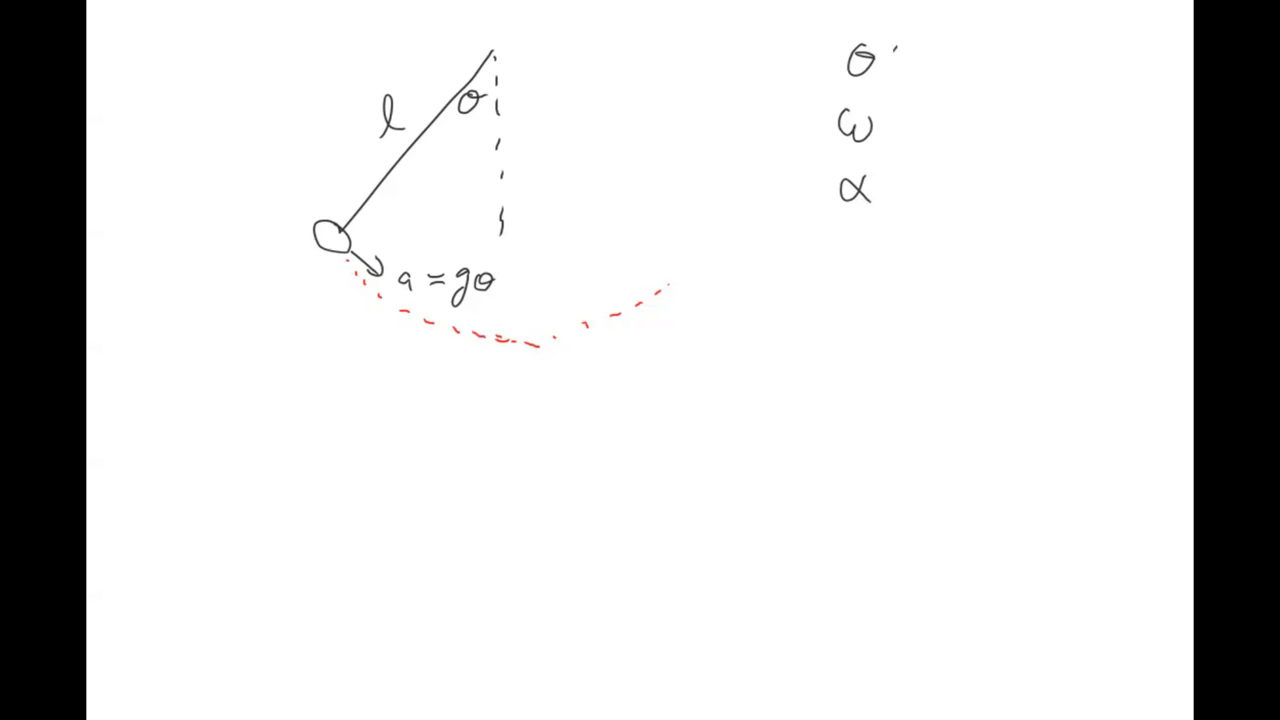 θ
l
θ
ω
α
a = gθ